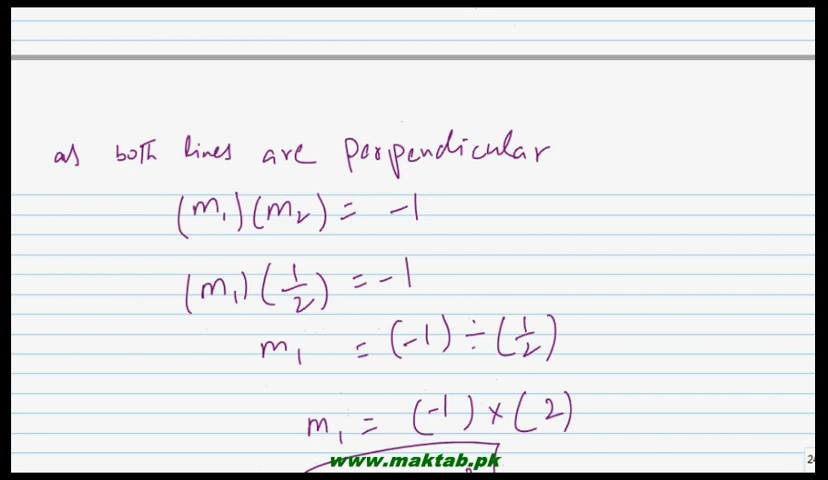 as both lines are perpendicular
(m₁)(m₂) = -1
(m₁)(1/2) = -1
m₁ = (-1) ÷ (1/2)
m₁ = (-1) × (2)
www.maktab.pk